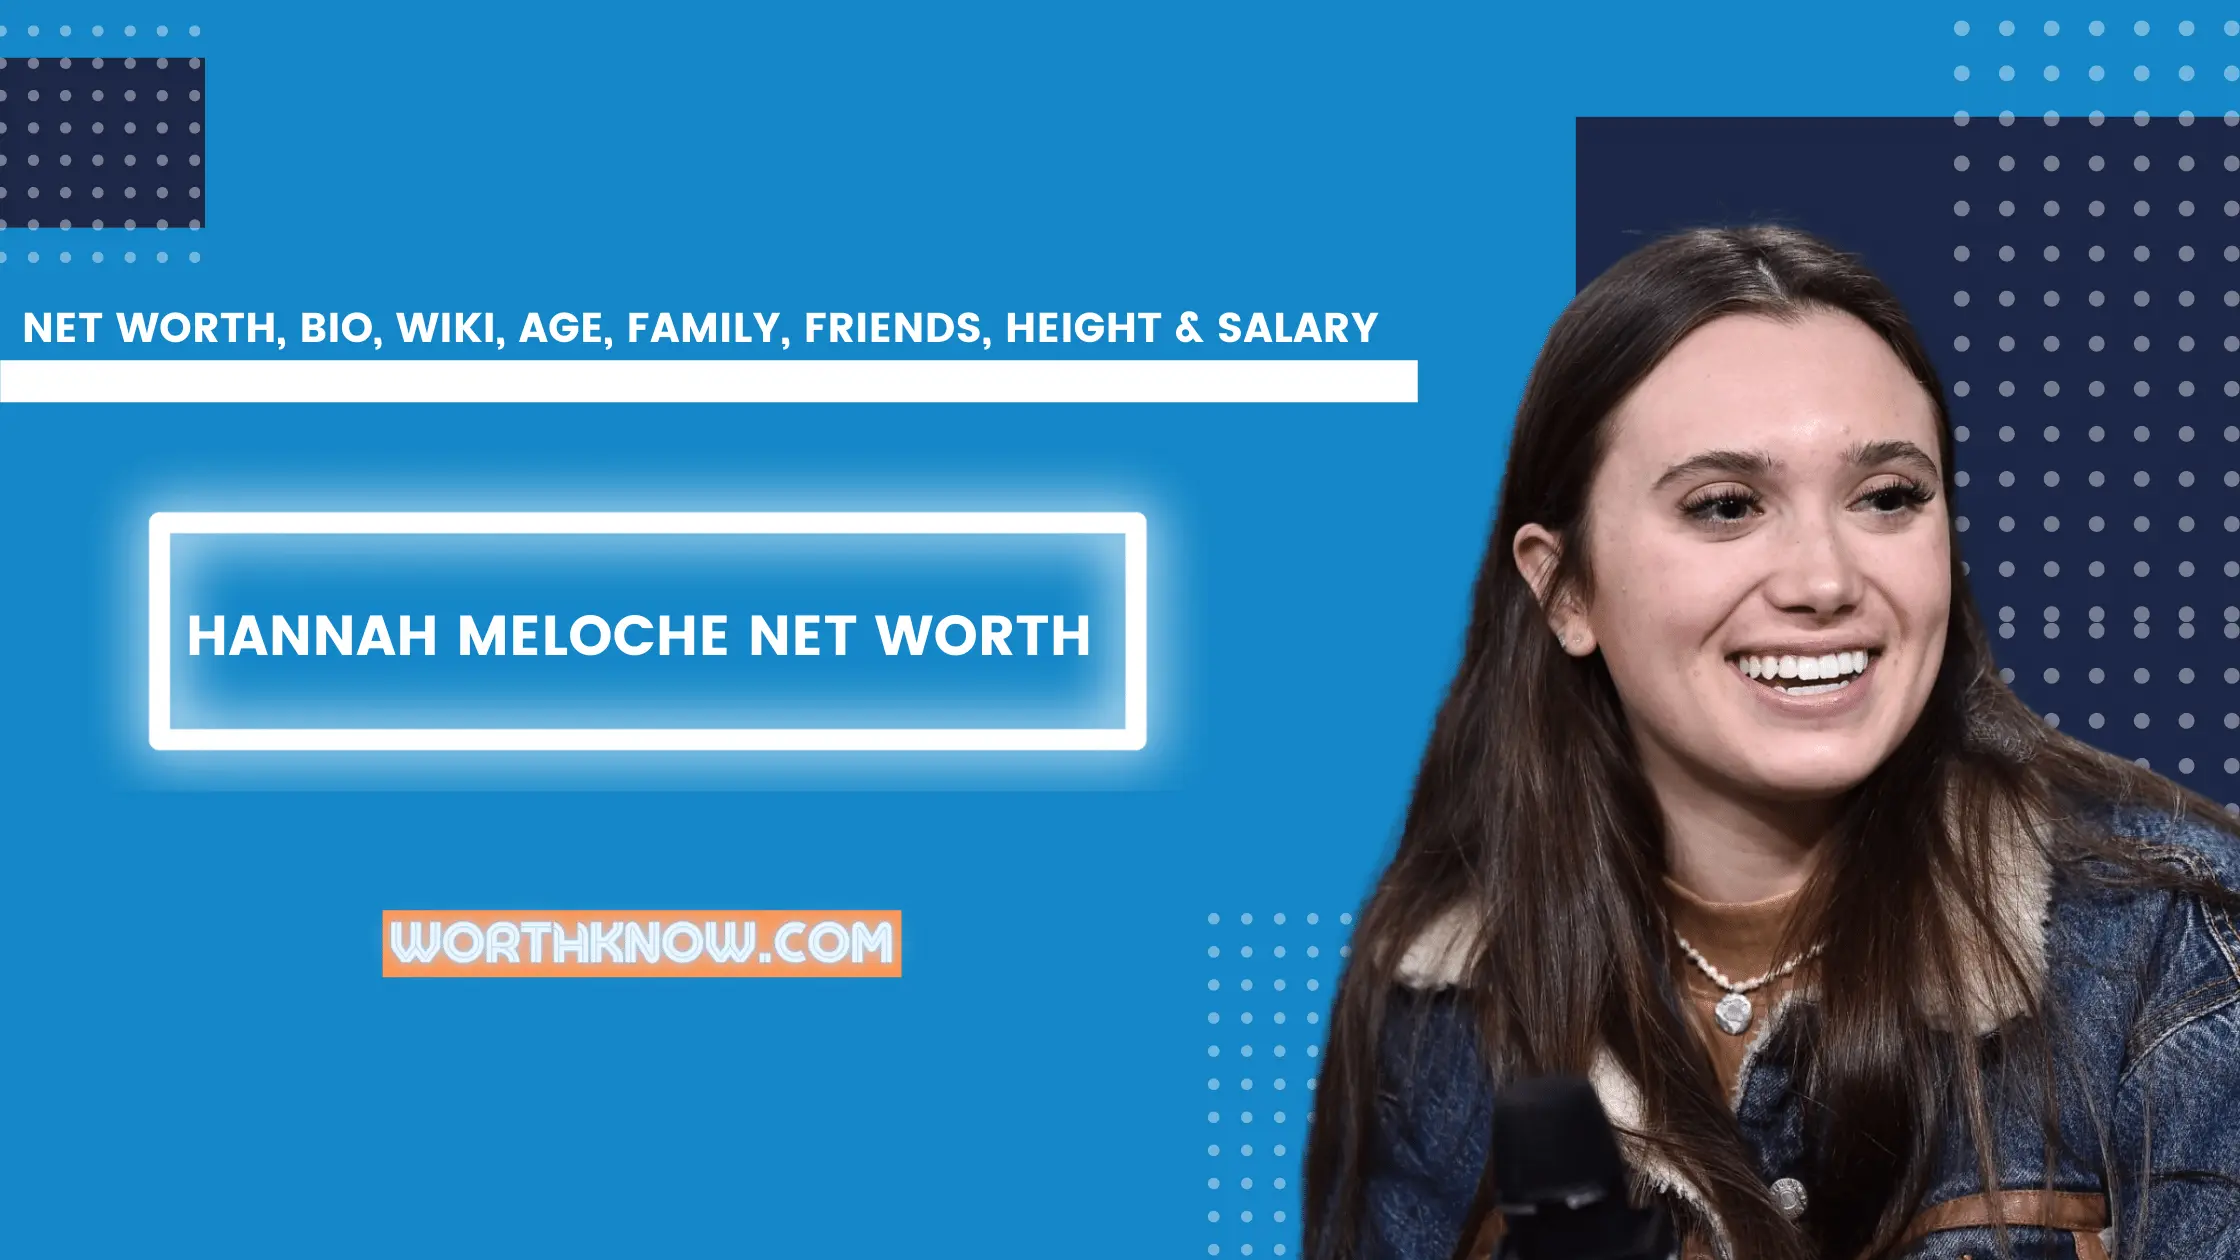 NET WORTH, BIO, WIKI, AGE, FAMILY, FRIENDS, HEIGHT & SALARY
HANNAH MELOCHE NET WORTH
WORTHKNOW.COM